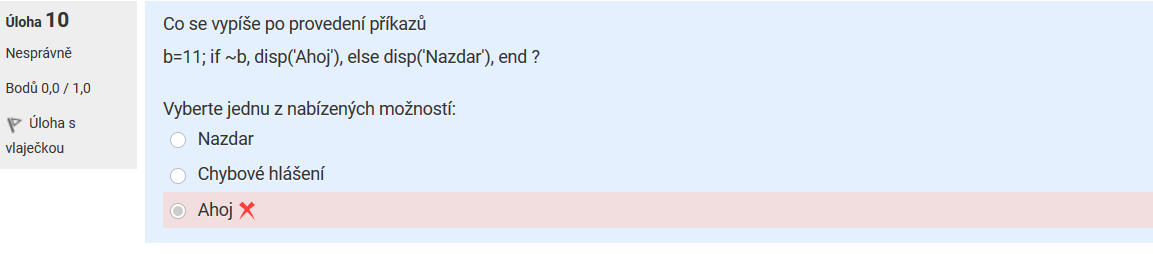 Úloha 10
Nesprávně
Bodů 0,0 / 1,0
Úloha s
vlaječkou
Co se vypíše po provedení příkazů
b=11; if ~b, disp('Ahoj'), else disp('Nazdar'), end ?
Vyberte jednu z nabízených možností:
Nazdar
Chybové hlášení
Ahoj